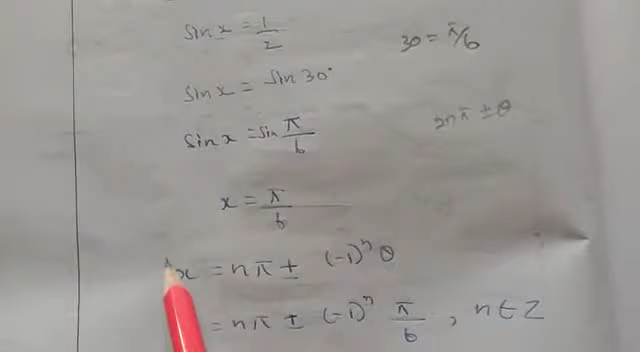 sin x = 1/2
30 = π/6
sin x = sin 30°
sin x = sin π/6
2nπ ± θ
x = π/6
x = nπ ± (-1)ⁿ θ
= nπ ± (-1)ⁿ π/6 , n ∈ Z